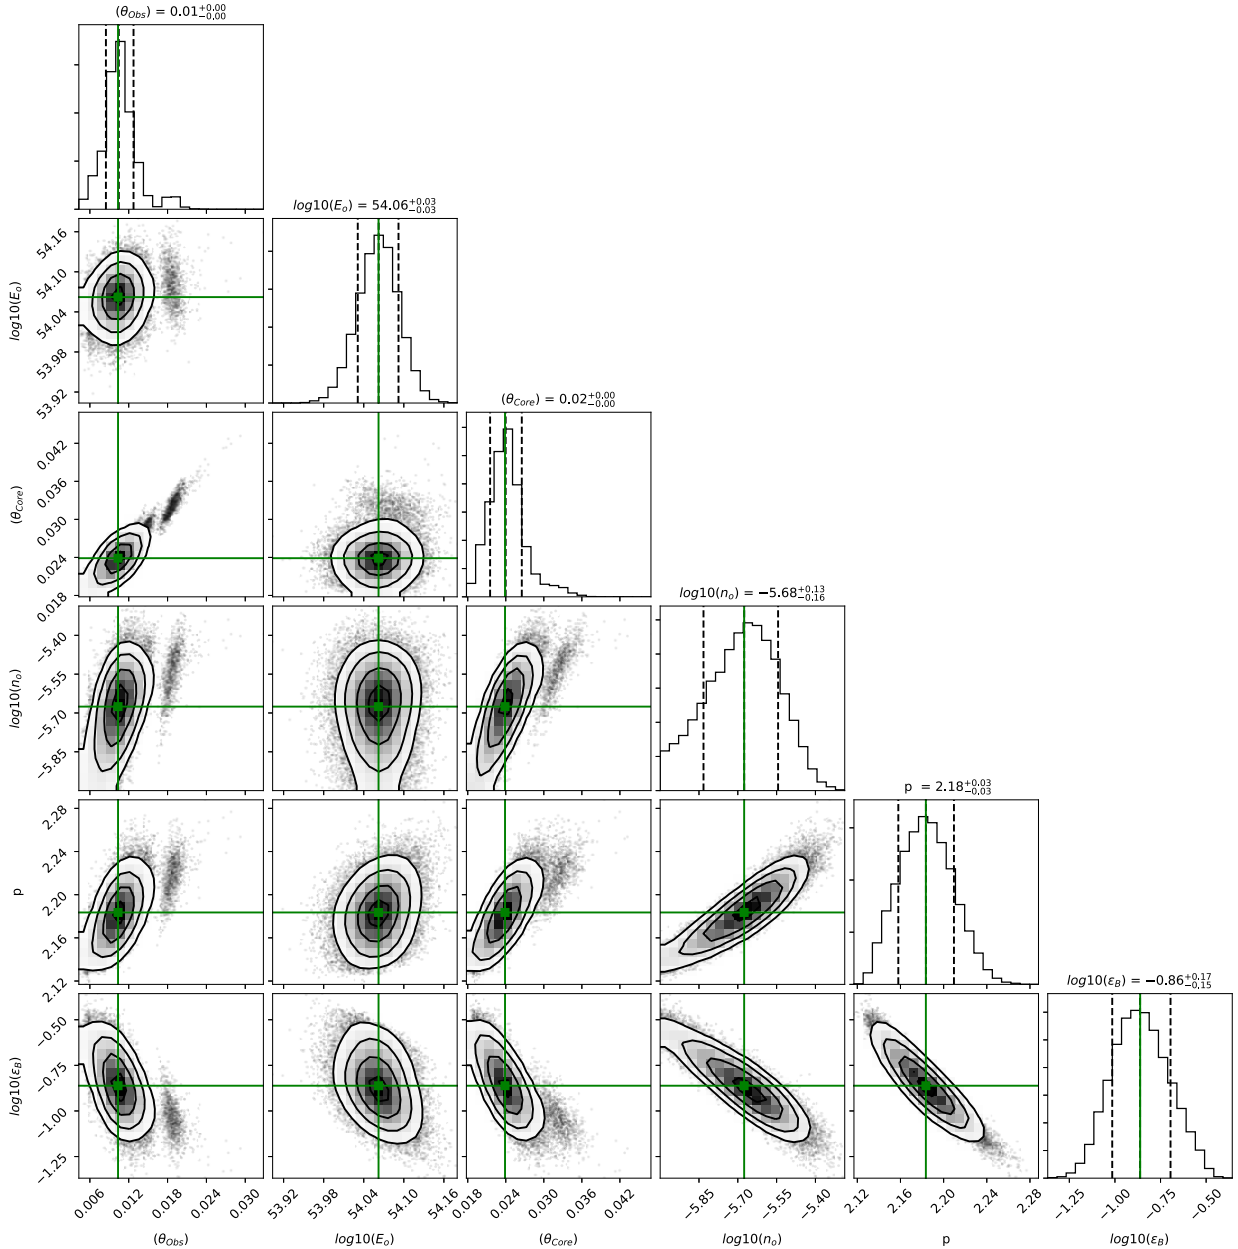 (θ_Obs) = 0.01^{+0.00}_{-0.00}
log10(E_o) = 54.06^{+0.03}_{-0.03}
54.16
54.10
54.04
53.98
53.92
log10(E_o)
(θ_Core) = 0.02^{+0.00}_{-0.00}
0.042
0.036
0.030
0.024
0.018
(θ_Core)
log10(n_o) = −5.68^{+0.13}_{-0.16}
−5.40
−5.55
−5.70
−5.85
log10(n_o)
p = 2.18^{+0.03}_{-0.03}
2.28
2.24
2.20
2.16
2.12
p
log10(ε_B) = −0.86^{+0.17}_{-0.15}
−0.50
−0.75
−1.00
−1.25
log10(ε_B)
0.006 0.012 0.018 0.024 0.030
53.92 53.98 54.04 54.10 54.16
0.018 0.024 0.030 0.036 0.042
−5.85 −5.70 −5.55 −5.40
2.12 2.16 2.20 2.24 2.28
−1.25 −1.00 −0.75 −0.50
(θ_Obs) log10(E_o) (θ_Core) log10(n_o) p log10(ε_B)